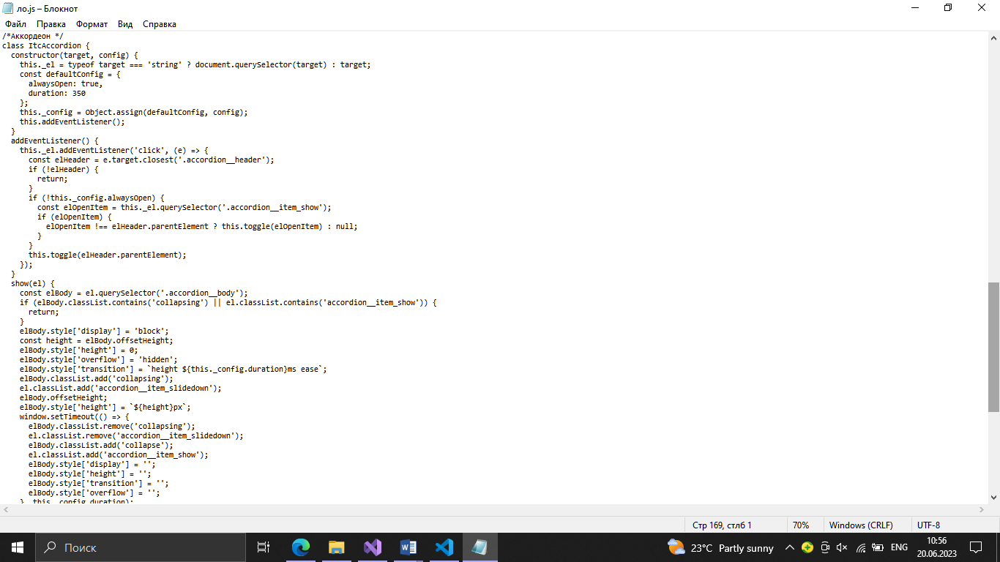 ло.js – Блокнот
Файл Правка Формат Вид Справка
/*Аккордеон */
class ItcAccordion {
  constructor(target, config) {
    this._el = typeof target === 'string' ? document.querySelector(target) : target;
    const defaultConfig = {
      alwaysOpen: true,
      duration: 350
    };
    this._config = Object.assign(defaultConfig, config);
    this.addEventListener();
  }
  addEventListener() {
    this._el.addEventListener('click', (e) => {
      const elHeader = e.target.closest('.accordion__header');
      if (!elHeader) {
        return;
      }
      if (!this._config.alwaysOpen) {
        const elOpenItem = this._el.querySelector('.accordion__item_show');
        if (elOpenItem) {
          elOpenItem !== elHeader.parentElement ? this.toggle(elOpenItem) : null;
        }
      }
      this.toggle(elHeader.parentElement);
    });
  }
  show(el) {
    const elBody = el.querySelector('.accordion__body');
    if (elBody.classList.contains('collapsing') || el.classList.contains('accordion__item_show')) {
      return;
    }
    elBody.style['display'] = 'block';
    const height = elBody.offsetHeight;
    elBody.style['height'] = 0;
    elBody.style['overflow'] = 'hidden';
    elBody.style['transition'] = `height ${this._config.duration}ms ease`;
    elBody.classList.add('collapsing');
    el.classList.add('accordion__item_slidedown');
    elBody.offsetHeight;
    elBody.style['height'] = `${height}px`;
    window.setTimeout(() => {
      elBody.classList.remove('collapsing');
      el.classList.remove('accordion__item_slidedown');
      elBody.classList.add('collapse');
      el.classList.add('accordion__item_show');
      elBody.style['display'] = '';
      elBody.style['height'] = '';
      elBody.style['transition'] = '';
      elBody.style['overflow'] = '';
    }, this._config.duration);
Стр 169, стлб 1 70% Windows (CRLF) UTF-8
Поиск 23°C Partly sunny ENG 10:56
20.06.2023